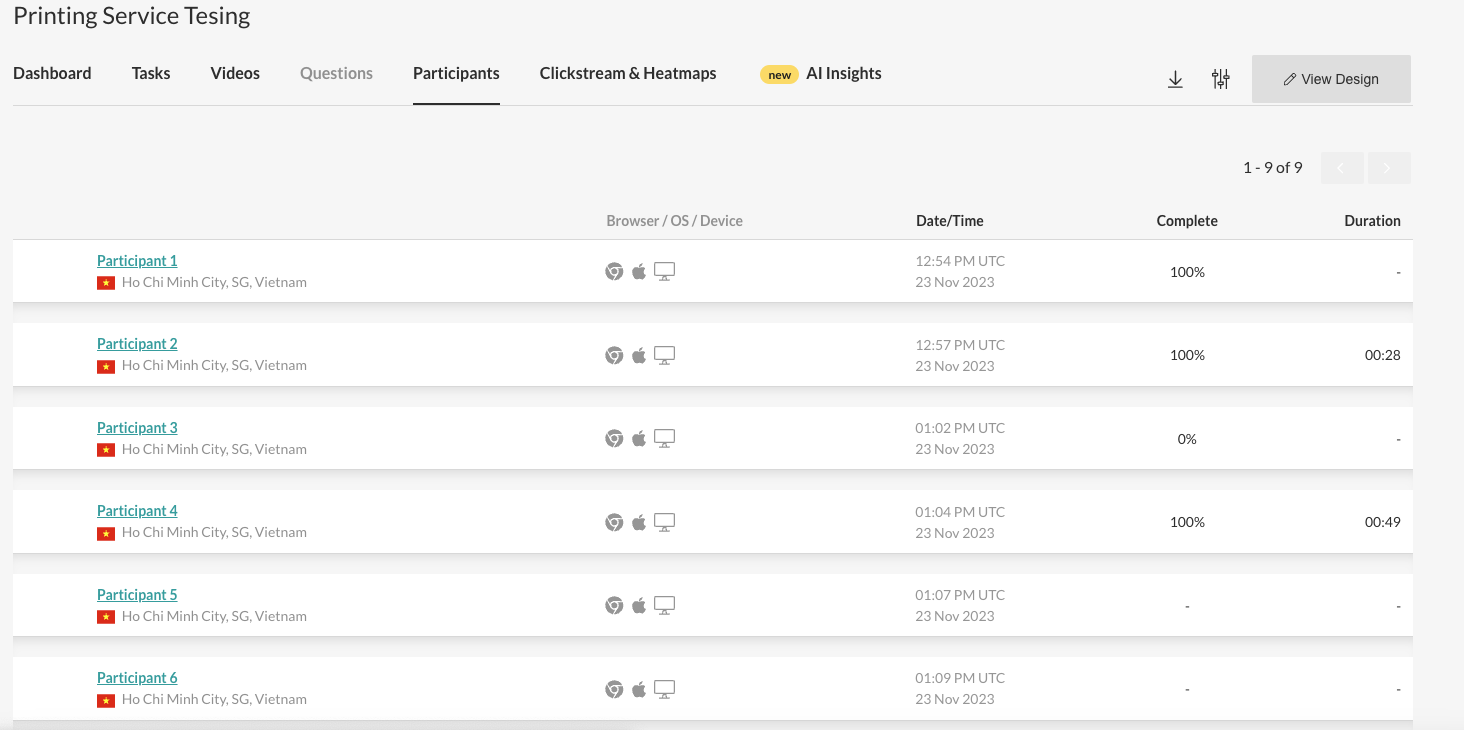 Printing Service Tesing
Dashboard Tasks Videos Questions Participants Clickstream & Heatmaps new AI Insights View Design
1 - 9 of 9
Browser / OS / Device Date/Time Complete Duration
Participant 1
Ho Chi Minh City, SG, Vietnam
12:54 PM UTC
23 Nov 2023
100%
-
Participant 2
Ho Chi Minh City, SG, Vietnam
12:57 PM UTC
23 Nov 2023
100%
00:28
Participant 3
Ho Chi Minh City, SG, Vietnam
01:02 PM UTC
23 Nov 2023
0%
-
Participant 4
Ho Chi Minh City, SG, Vietnam
01:04 PM UTC
23 Nov 2023
100%
00:49
Participant 5
Ho Chi Minh City, SG, Vietnam
01:07 PM UTC
23 Nov 2023
-
-
Participant 6
Ho Chi Minh City, SG, Vietnam
01:09 PM UTC
23 Nov 2023
-
-